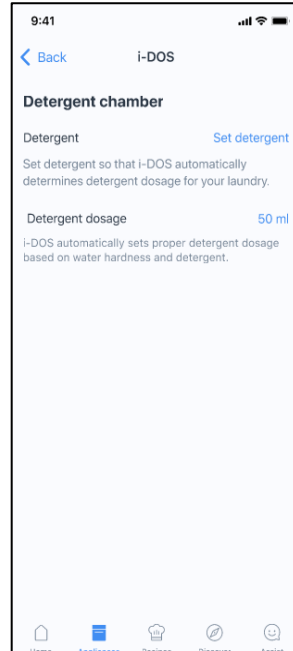 9:41
Back i-DOS
Detergent chamber
Detergent Set detergent
Set detergent so that i-DOS automatically
determines detergent dosage for your laundry.
Detergent dosage 50 ml
i-DOS automatically sets proper detergent dosage
based on water hardness and detergent.
Home Appliances Recipes Discover Assist